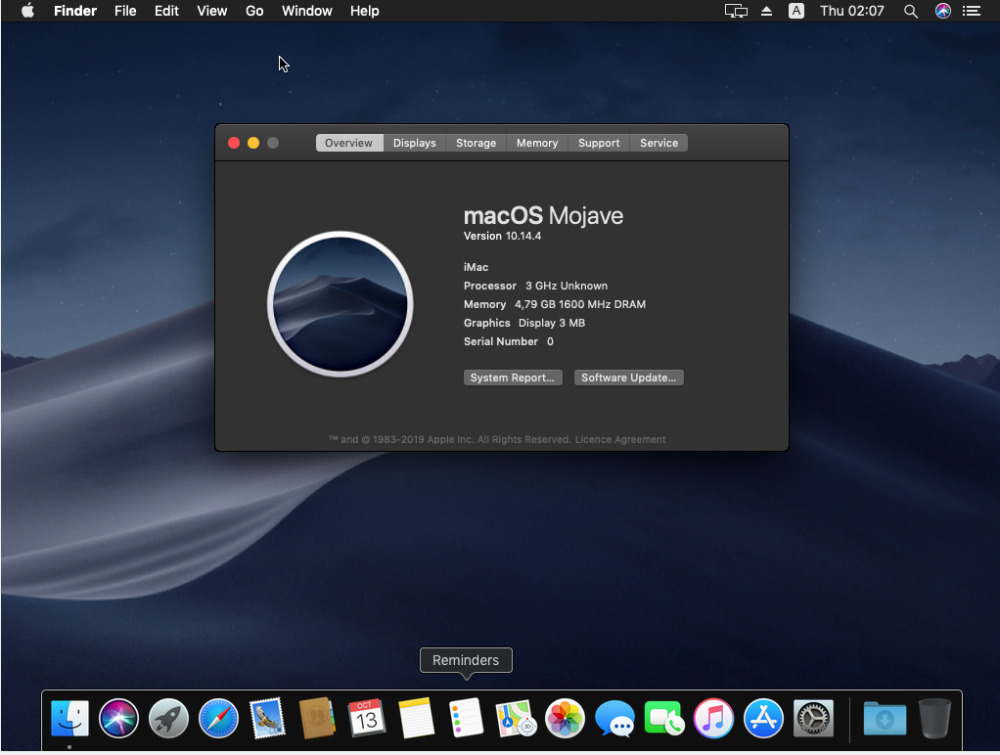 Finder File Edit View Go Window Help A Thu 02:07
Overview Displays Storage Memory Support Service
macOS Mojave
Version 10.14.4
iMac
Processor 3 GHz Unknown
Memory 4,79 GB 1600 MHz DRAM
Graphics Display 3 MB
Serial Number 0
System Report... Software Update...
™ and © 1983-2019 Apple Inc. All Rights Reserved. Licence Agreement
Reminders
OCT
13
3D